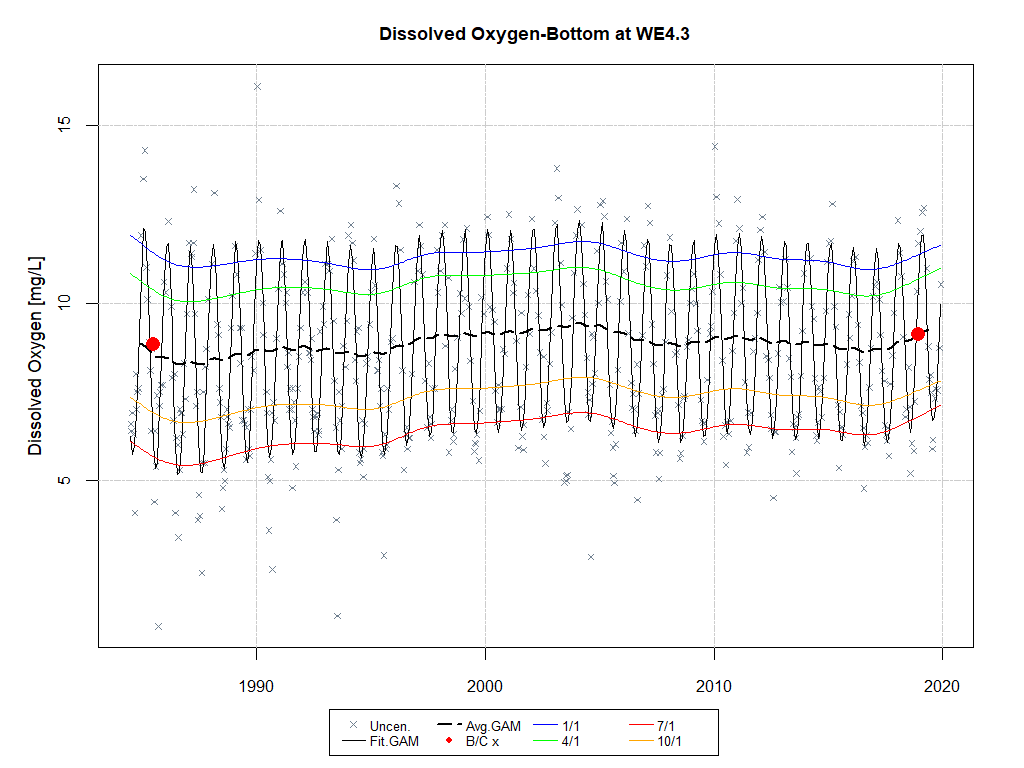 Dissolved Oxygen-Bottom at WE4.3
Dissolved Oxygen [mg/L]
15
10
5
1990 2000 2010 2020
Uncen. Avg.GAM 1/1 7/1
Fit.GAM B/C x 4/1 10/1